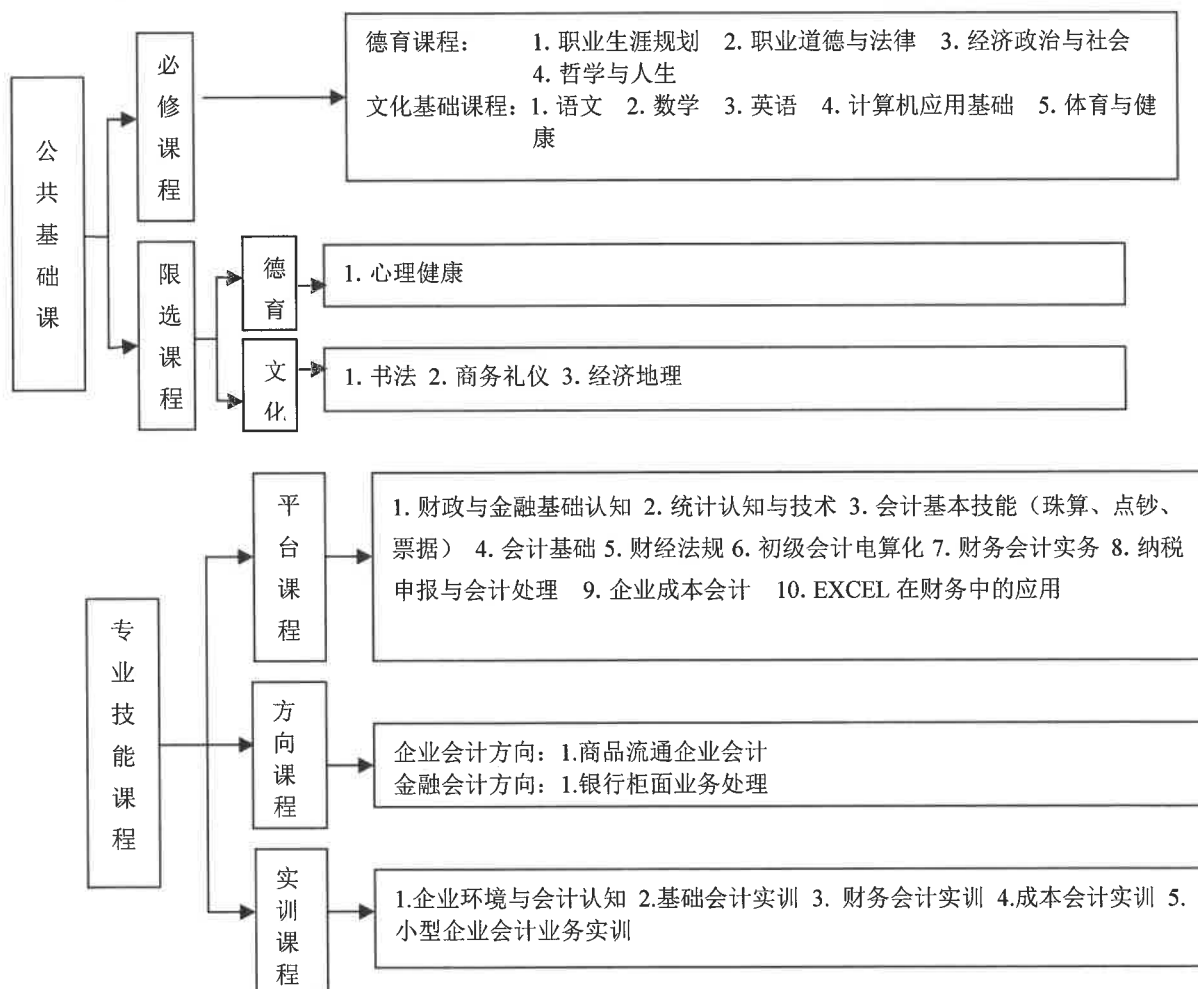 公共基础课
必修课程
德育课程： 1. 职业生涯规划 2. 职业道德与法律 3. 经济政治与社会
4. 哲学与人生
文化基础课程：1. 语文 2. 数学 3. 英语 4. 计算机应用基础 5. 体育与健
康
限选课程
德育
1. 心理健康
文化
1. 书法 2. 商务礼仪 3. 经济地理
专业技能课程
平台课程
1. 财政与金融基础认知 2. 统计认知与技术 3. 会计基本技能（珠算、点钞、
票据） 4. 会计基础 5. 财经法规 6. 初级会计电算化 7. 财务会计实务 8. 纳税
申报与会计处理 9. 企业成本会计 10. EXCEL 在财务中的应用
方向课程
企业会计方向：1.商品流通企业会计
金融会计方向：1.银行柜面业务处理
实训课程
1.企业环境与会计认知 2.基础会计实训 3. 财务会计实训 4.成本会计实训 5.
小型企业会计业务实训